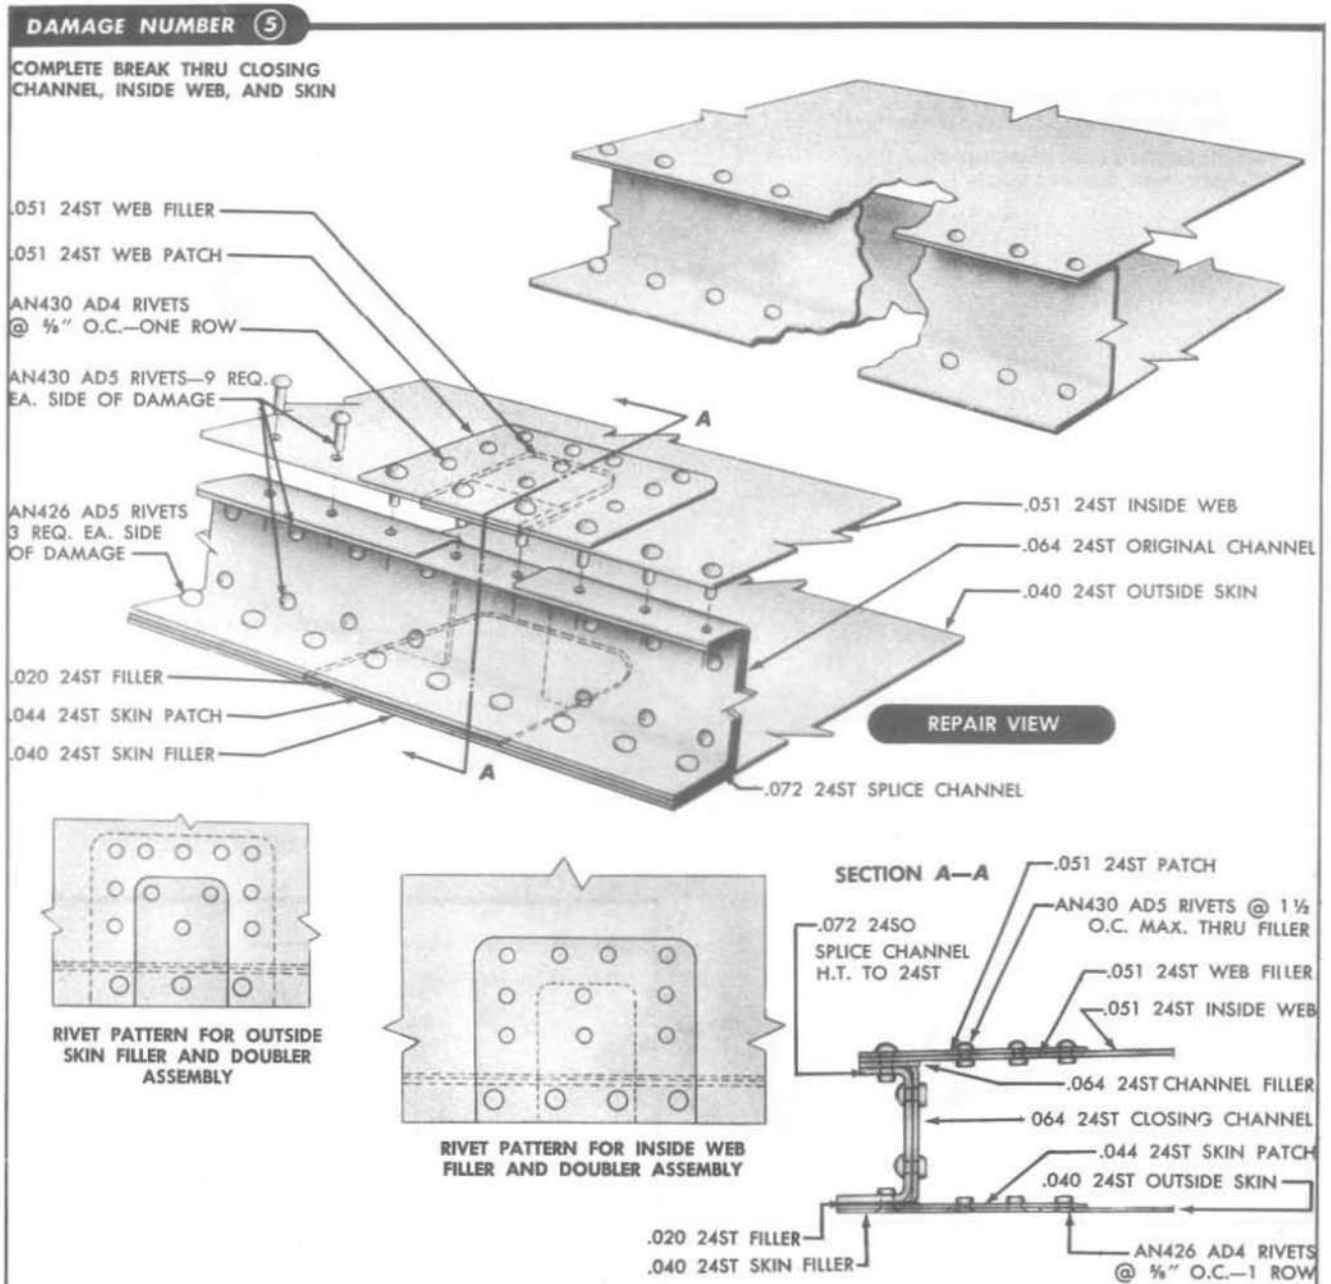 DAMAGE NUMBER 5
COMPLETE BREAK THRU CLOSING
CHANNEL, INSIDE WEB, AND SKIN
.051 24ST WEB FILLER
.051 24ST WEB PATCH
AN430 AD4 RIVETS
@ ⅝" O.C.—ONE ROW
AN430 AD5 RIVETS—9 REQ.
EA. SIDE OF DAMAGE
AN426 AD5 RIVETS
3 REQ. EA. SIDE
OF DAMAGE
.020 24ST FILLER
.044 24ST SKIN PATCH
.040 24ST SKIN FILLER
A
A
.051 24ST INSIDE WEB
.064 24ST ORIGINAL CHANNEL
.040 24ST OUTSIDE SKIN
REPAIR VIEW
.072 24ST SPLICE CHANNEL
RIVET PATTERN FOR OUTSIDE
SKIN FILLER AND DOUBLER
ASSEMBLY
RIVET PATTERN FOR INSIDE WEB
FILLER AND DOUBLER ASSEMBLY
SECTION A—A
.051 24ST PATCH
AN430 AD5 RIVETS @ 1½
O.C. MAX. THRU FILLER
.072 24SO
SPLICE CHANNEL
H.T. TO 24ST
.051 24ST WEB FILLER
.051 24ST INSIDE WEB
.064 24ST CHANNEL FILLER
064 24ST CLOSING CHANNEL
.044 24ST SKIN PATCH
.040 24ST OUTSIDE SKIN
.020 24ST FILLER
.040 24ST SKIN FILLER
AN426 AD4 RIVETS
@ ⅝" O.C.—1 ROW